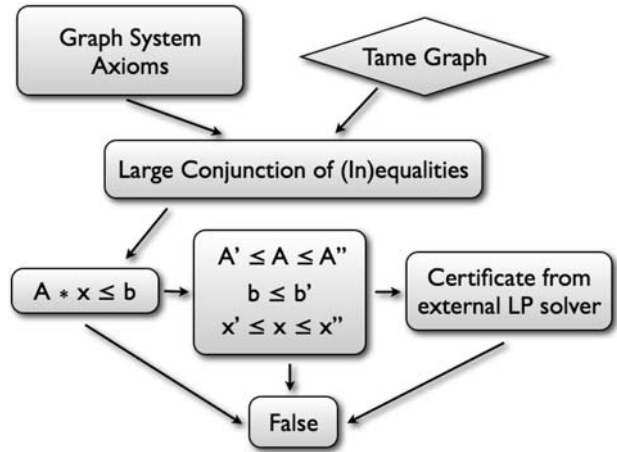 Graph System
Axioms
Tame Graph
Large Conjunction of (In)equalities
A * x ≤ b
A' ≤ A ≤ A''
b ≤ b'
x' ≤ x ≤ x''
Certificate from
external LP solver
False